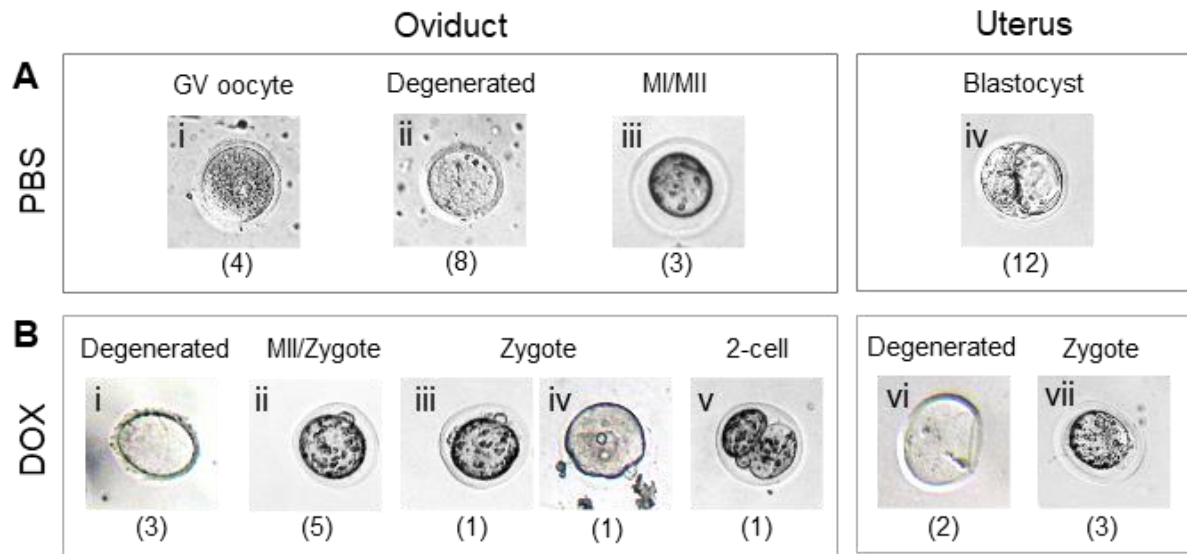 Oviduct Uterus
A
PBS
GV oocyte Degenerated MI/MII Blastocyst
i ii iii iv
(4) (8) (3) (12)
B
DOX
Degenerated MII/Zygote Zygote 2-cell Degenerated Zygote
i ii iii iv v vi vii
(3) (5) (1) (1) (1) (2) (3)